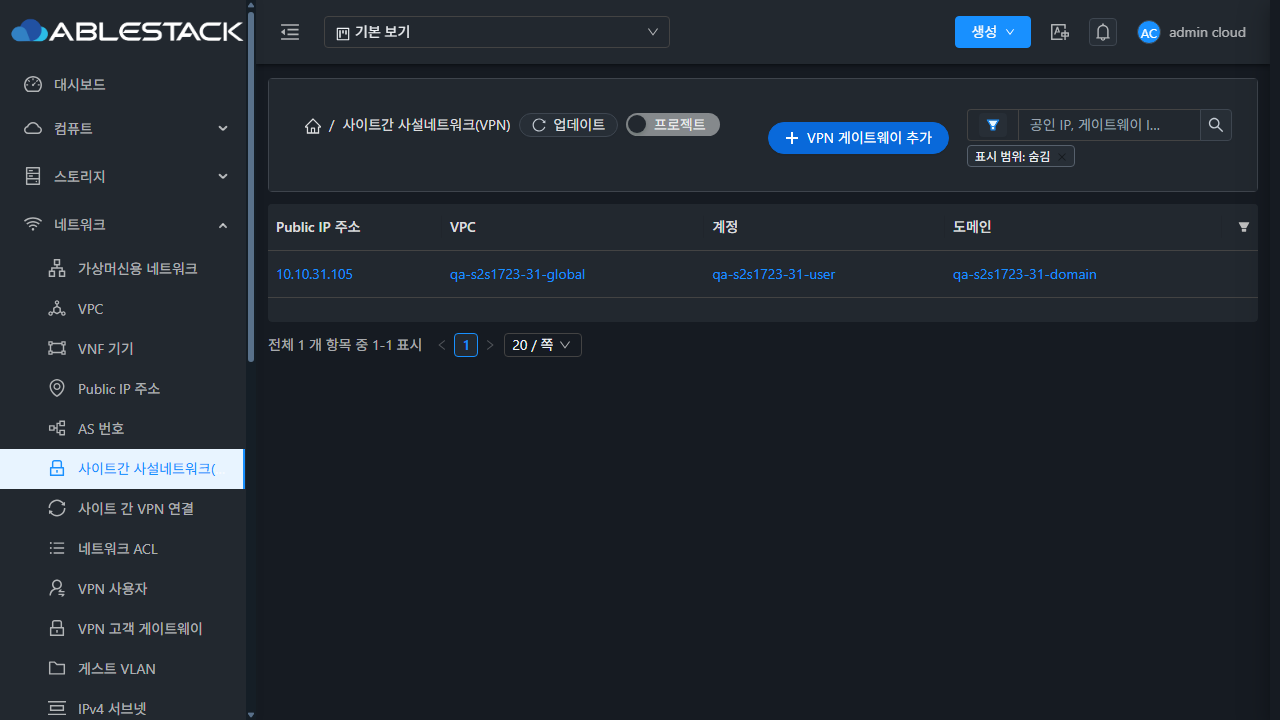 ABLESTACK
기본 보기
생성
AC
admin cloud
대시보드
컴퓨트
스토리지
네트워크
가상머신용 네트워크
VPC
VNF 기기
Public IP 주소
AS 번호
사이트간 사설네트워크(
사이트 간 VPN 연결
네트워크 ACL
VPN 사용자
VPN 고객 게이트웨이
게스트 VLAN
IPv4 서브넷
/ 사이트간 사설네트워크(VPN)
업데이트
프로젝트
VPN 게이트웨이 추가
공인 IP, 게이트웨이 I...
표시 범위: 숨김
Public IP 주소 VPC 계정 도메인
10.10.31.105 qa-s2s1723-31-global qa-s2s1723-31-user qa-s2s1723-31-domain
전체 1 개 항목 중 1-1 표시 1 20 / 쪽